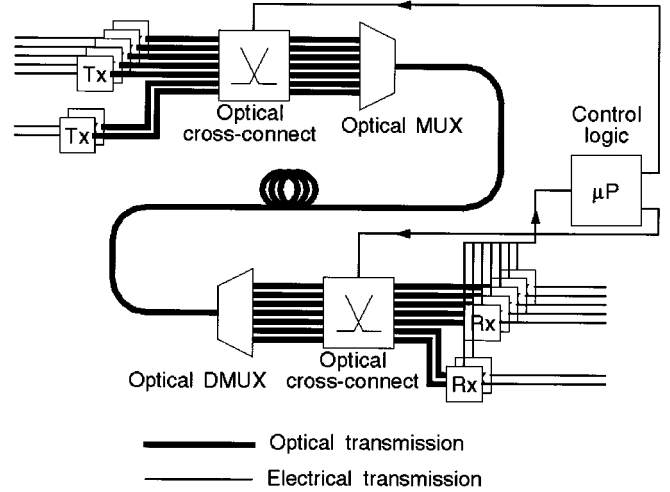 Tx
Tx
Optical
cross-connect
Optical MUX
Control
logic
μP
Rx
Optical DMUX
Optical
cross-connect
Rx
Optical transmission
Electrical transmission